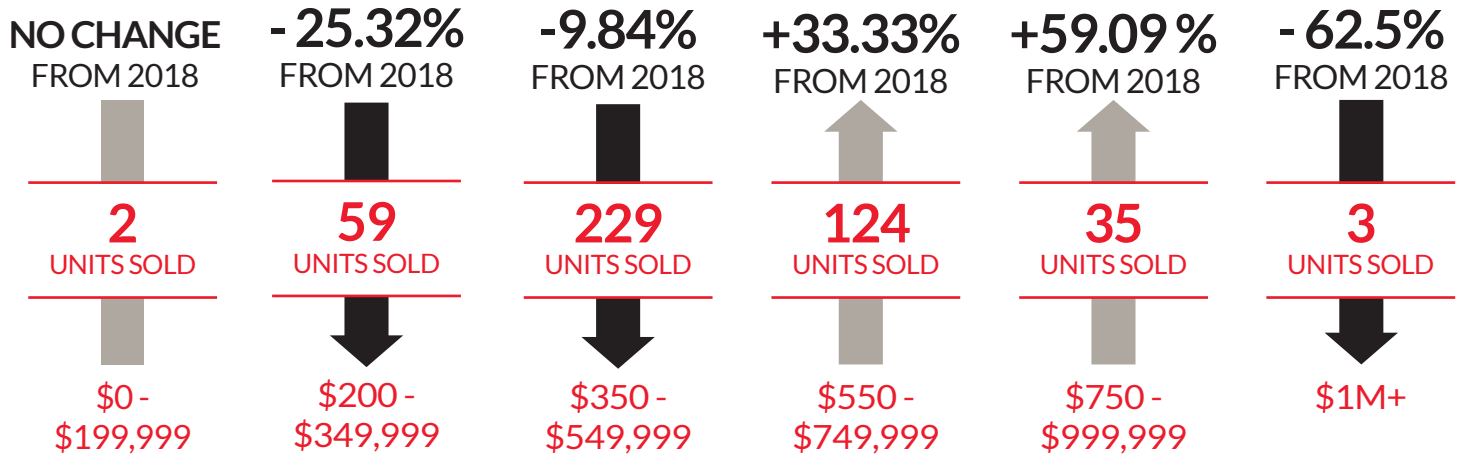 NO CHANGE
FROM 2018
2
UNITS SOLD
$0 -
$199,999
- 25.32%
FROM 2018
59
UNITS SOLD
$200 -
$349,999
-9.84%
FROM 2018
229
UNITS SOLD
$350 -
$549,999
+33.33%
FROM 2018
124
UNITS SOLD
$550 -
$749,999
+59.09 %
FROM 2018
35
UNITS SOLD
$750 -
$999,999
- 62.5%
FROM 2018
3
UNITS SOLD
$1M+